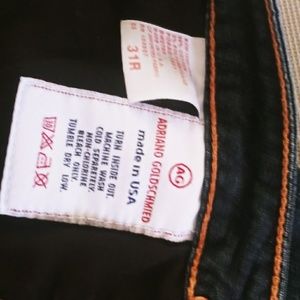 AG
ADRIANO GOLDSCHMIED
made in USA
TURN INSIDE OUT.
MACHINE WASH
COLD SEPARETELY.
NON-CHLORINE
BLEACH ONLY.
TUMBLE DRY LOW.
31R